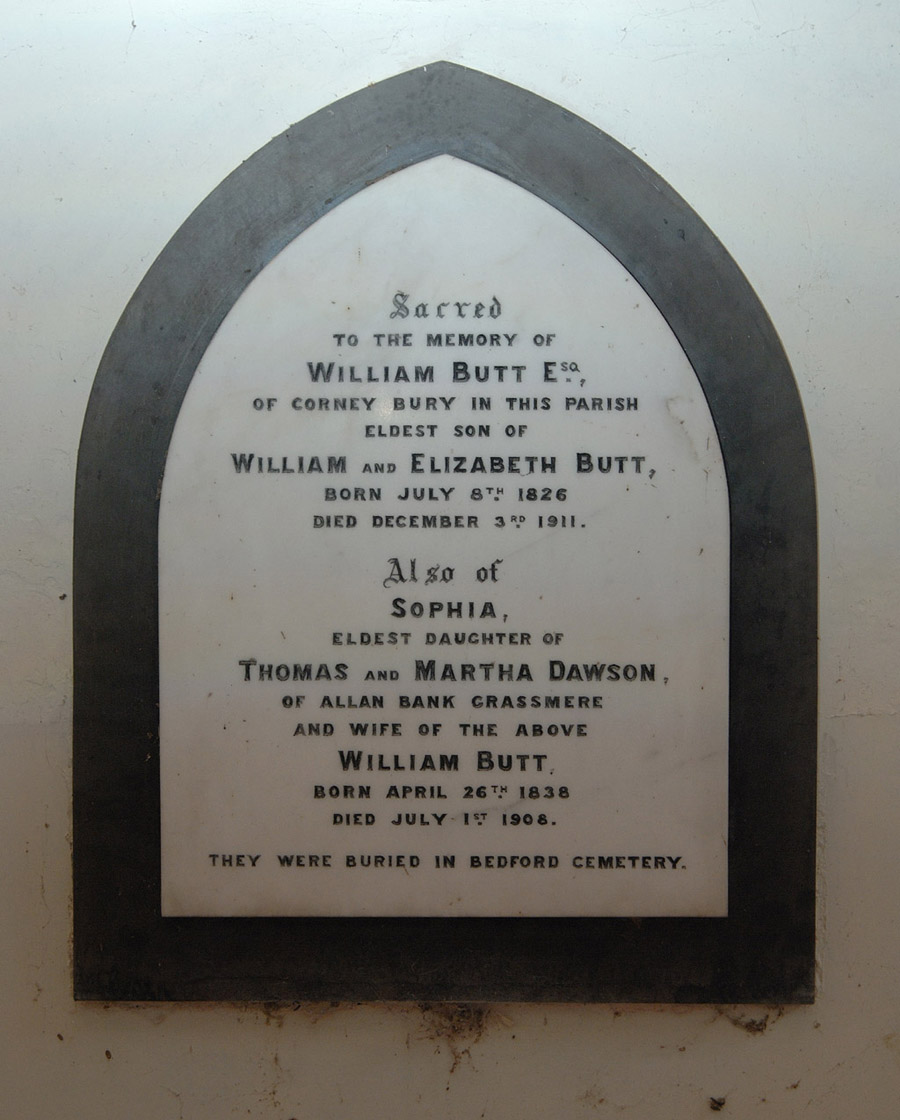 Sacred
TO THE MEMORY OF
WILLIAM BUTT ESQ.,
OF CORNEY BURY IN THIS PARISH
ELDEST SON OF
WILLIAM AND ELIZABETH BUTT,
BORN JULY 8TH. 1826
DIED DECEMBER 3RD. 1911.
Also of
SOPHIA,
ELDEST DAUGHTER OF
THOMAS AND MARTHA DAWSON,
OF ALLAN BANK GRASSMERE
AND WIFE OF THE ABOVE
WILLIAM BUTT.
BORN APRIL 26TH. 1838
DIED JULY 1ST. 1908.
THEY WERE BURIED IN BEDFORD CEMETERY.